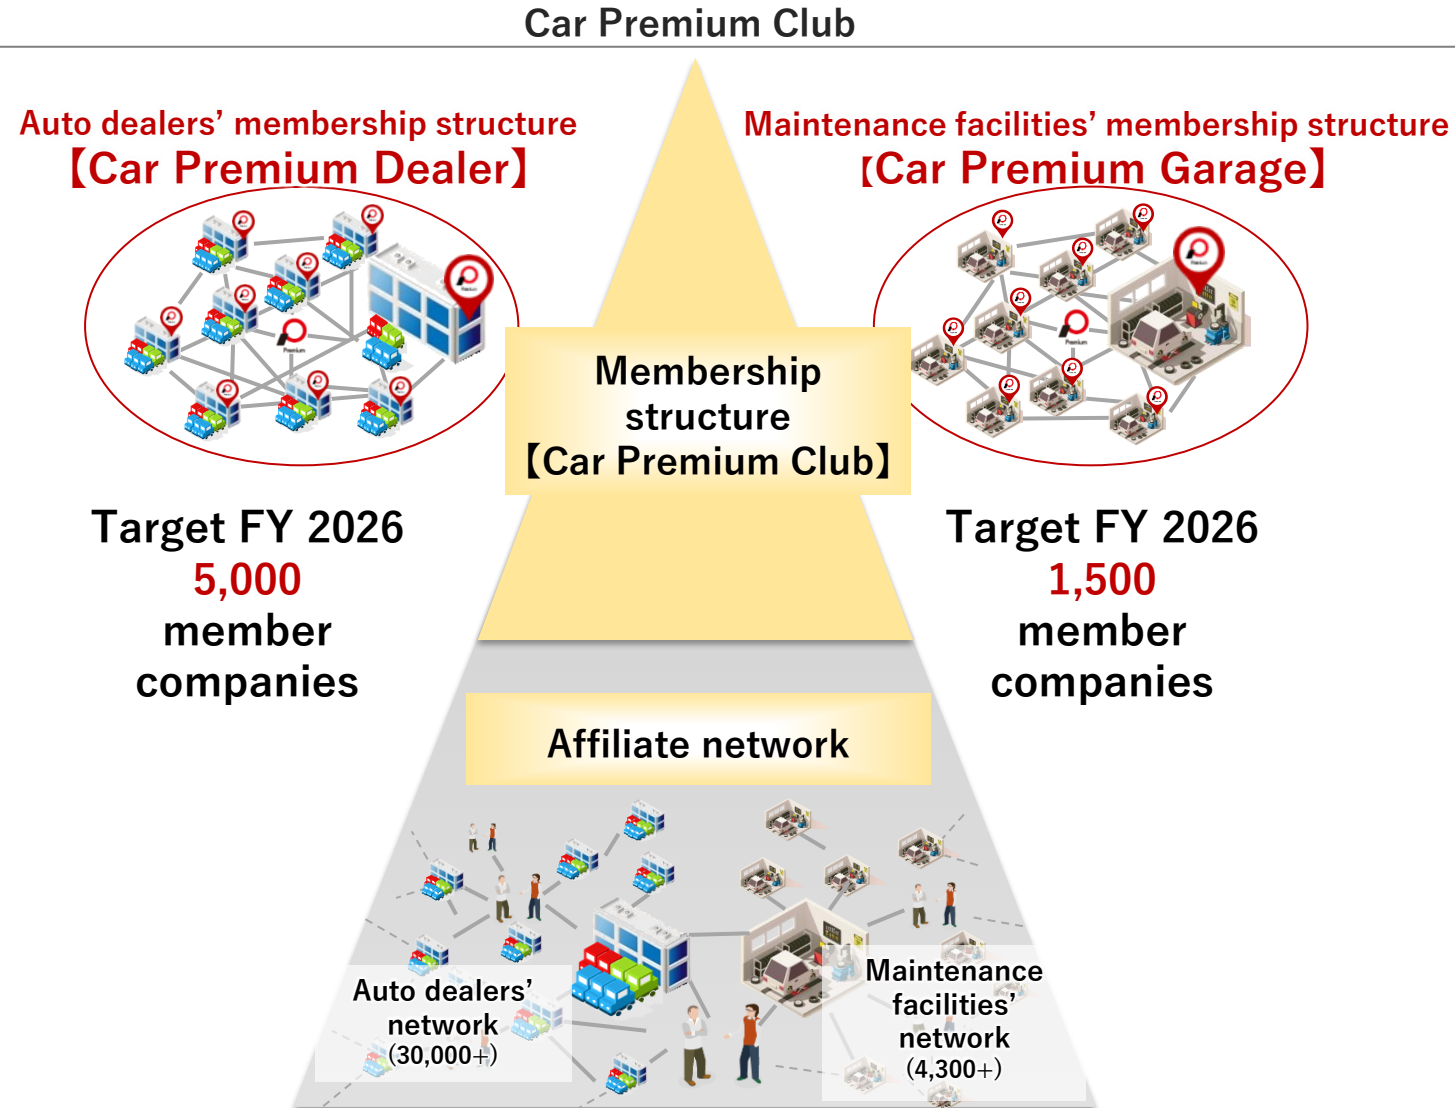 Car Premium Club
Auto dealers’ membership structure
【Car Premium Dealer】
Maintenance facilities’ membership structure
【Car Premium Garage】
Premium
Premium
Membership
structure
【Car Premium Club】
Target FY 2026
5,000
member
companies
Target FY 2026
1,500
member
companies
Affiliate network
Auto dealers’
network
(30,000+)
Maintenance
facilities’
network
(4,300+)